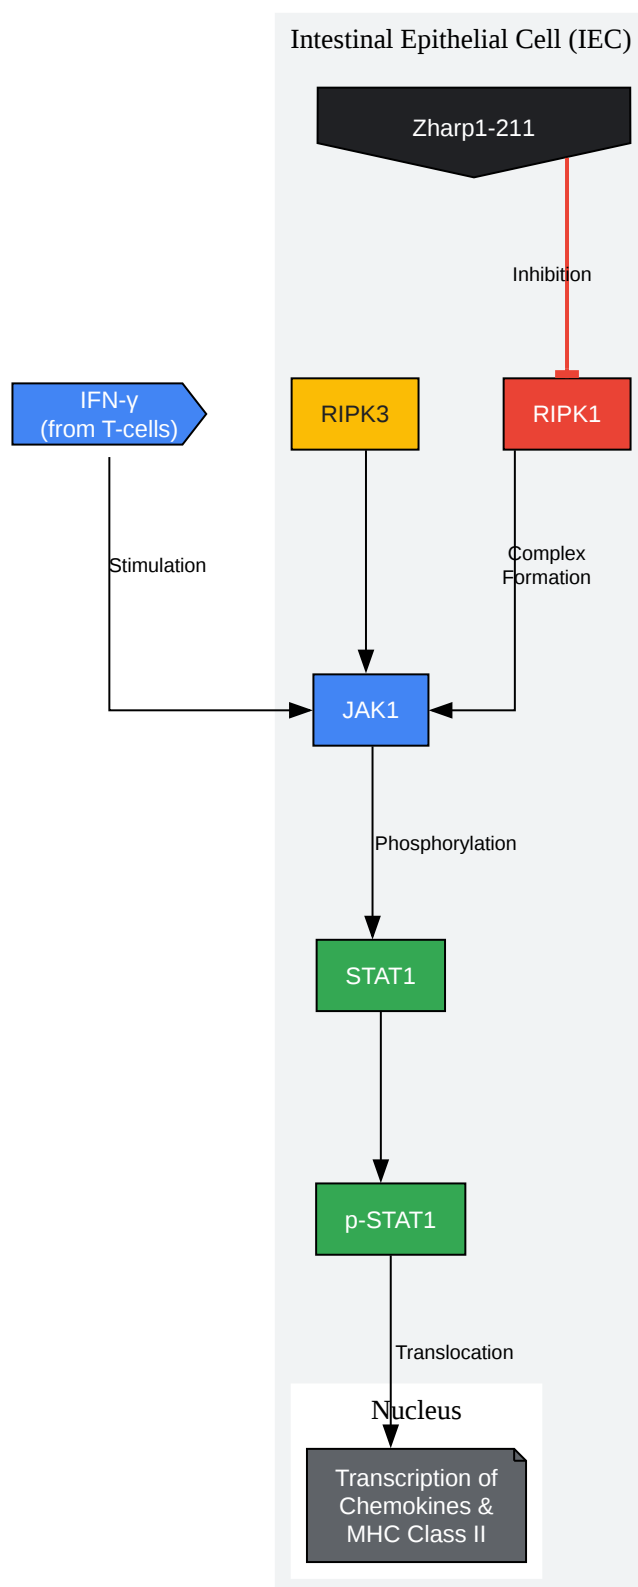 Intestinal Epithelial Cell (IEC)
Zharp1-211
Inhibition
IFN-γ
(from T-cells)
RIPK3
RIPK1
Stimulation
Complex
Formation
JAK1
Phosphorylation
STAT1
p-STAT1
Translocation
Nucleus
Transcription of
Chemokines &
MHC Class II